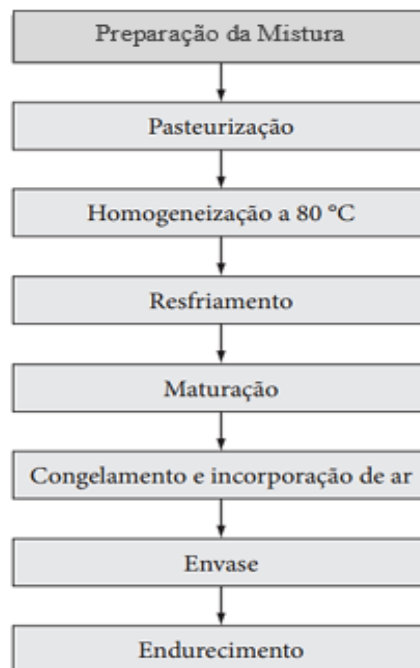 Preparação da Mistura
Pasteurização
Homogeneização a 80 °C
Resfriamento
Maturação
Congelamento e incorporação de ar
Envase
Endurecimento